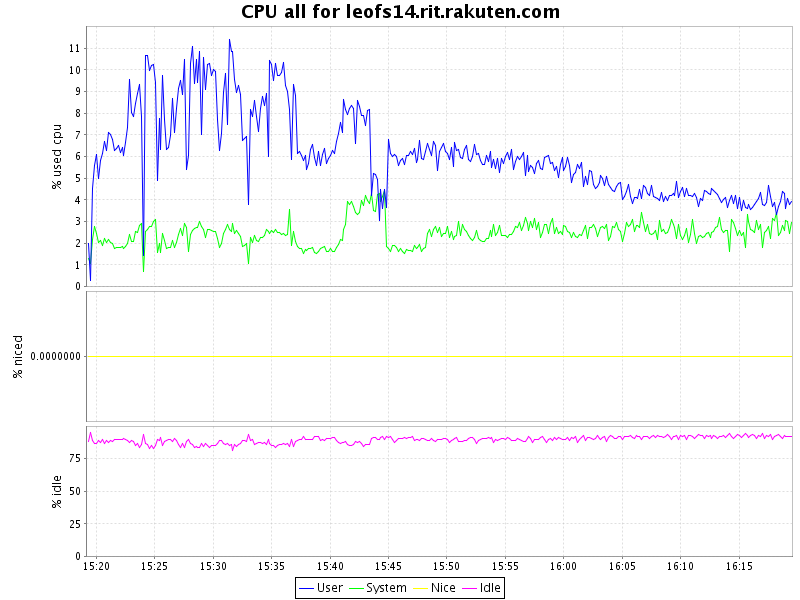 CPU all for leofs14.rit.rakuten.com
% used cpu
11
10
9
8
7
6
5
4
3
2
1
0
% niced
0.0000000
% idle
75
50
25
0
15:20 15:25 15:30 15:35 15:40 15:45 15:50 15:55 16:00 16:05 16:10 16:15
User System Nice Idle